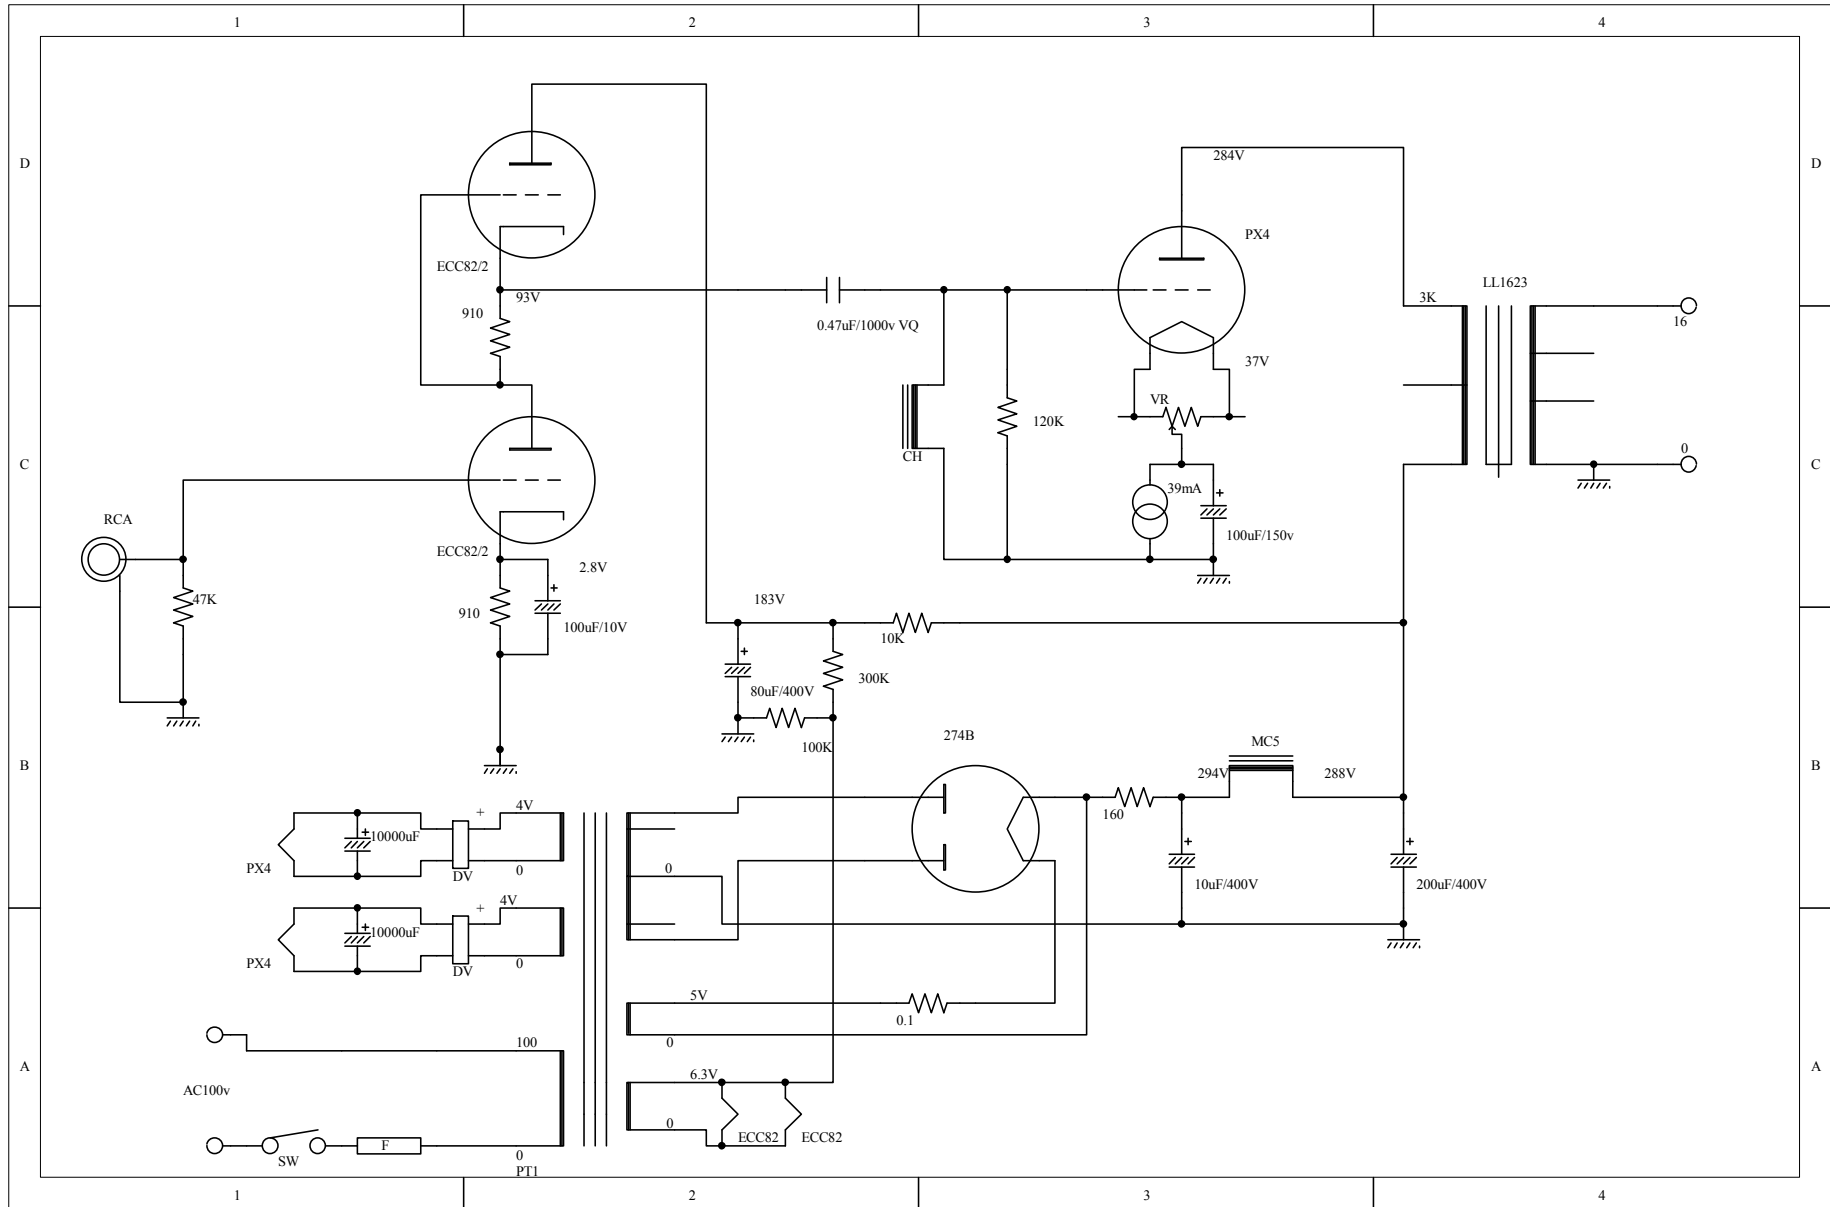 1 2 3 4
D D
284V
PX4
ECC82/2
LL1623
93V
3K
910
0.47uF/1000v VQ
16
37V
VR
120K
CH
0
C C
39mA
RCA
100uF/150v
ECC82/2
2.8V
47K
183V
910
100uF/10V
10K
300K
80uF/400V
274B
100K
MC5
B B
294V 288V
4V
+
160
10000uF
PX4
0
DV
0
10uF/400V 200uF/400V
4V
+
10000uF
PX4
0
DV
5V
0.1
100
0
A A
6.3V
AC100v
0
ECC82 ECC82
F
0
SW
PT1
1 2 3 4